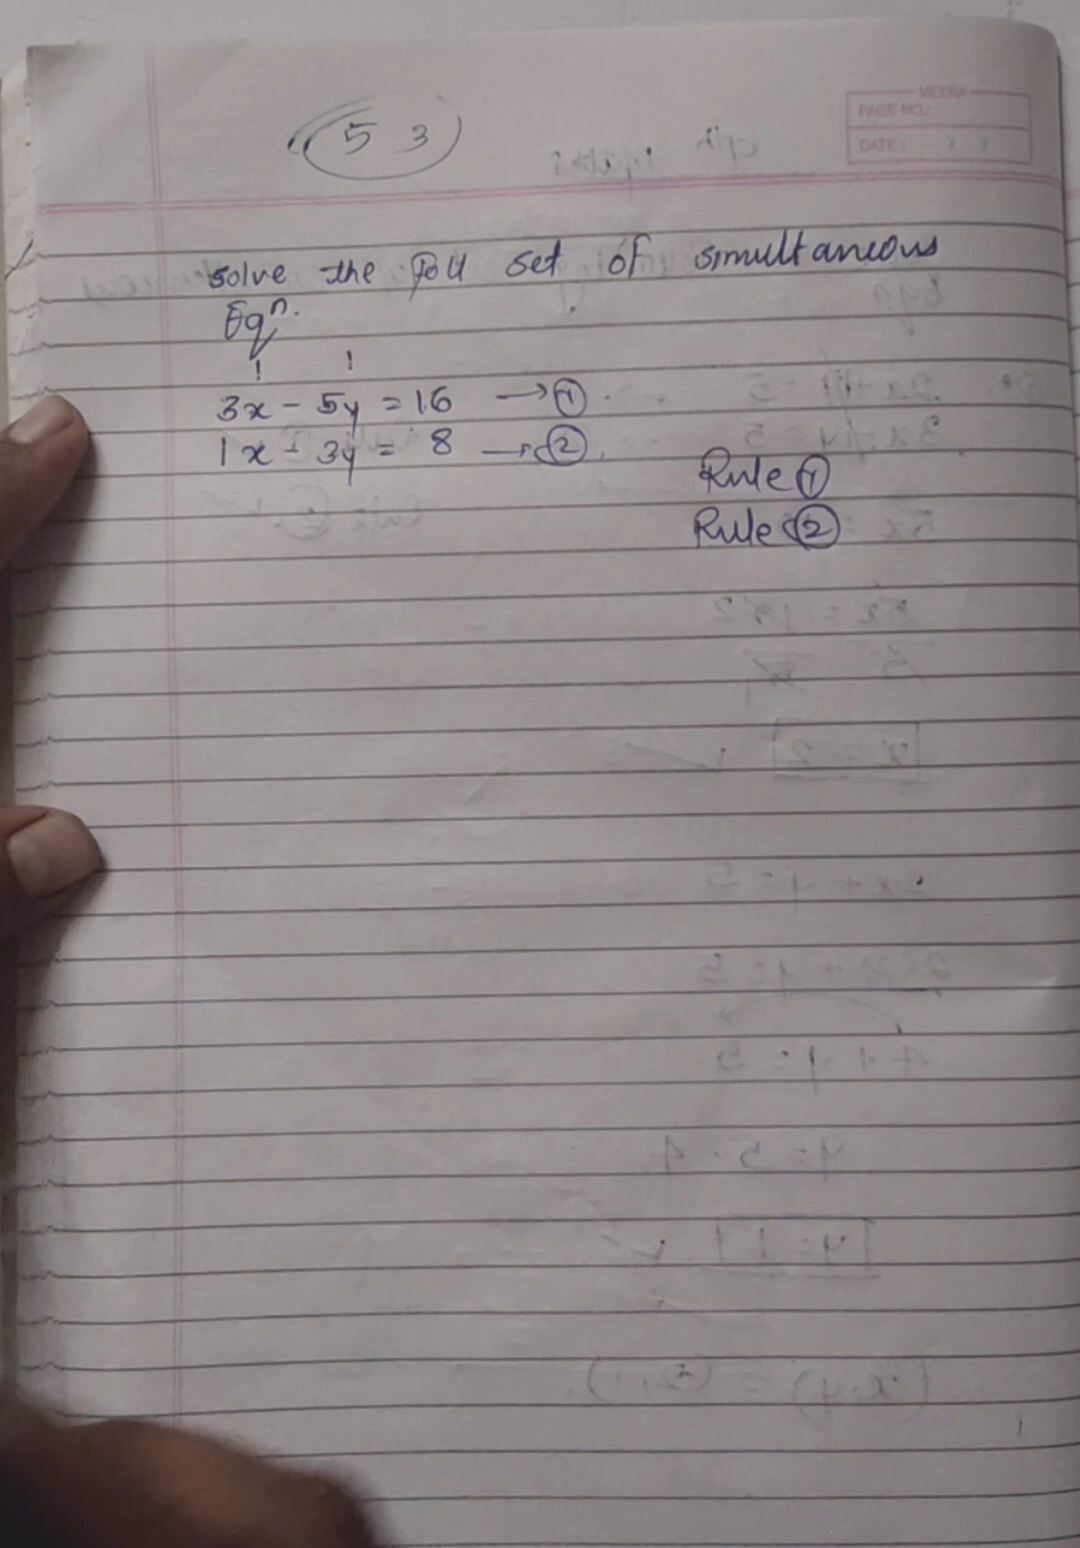 MEENA
PAGE NO.:
DATE: / /
5 3
solve the Foll set of simultaneous
Eqn.
! !
3x - 5y = 16 → ①
1x - 3y = 8 → ②
Rule ①
Rule ②